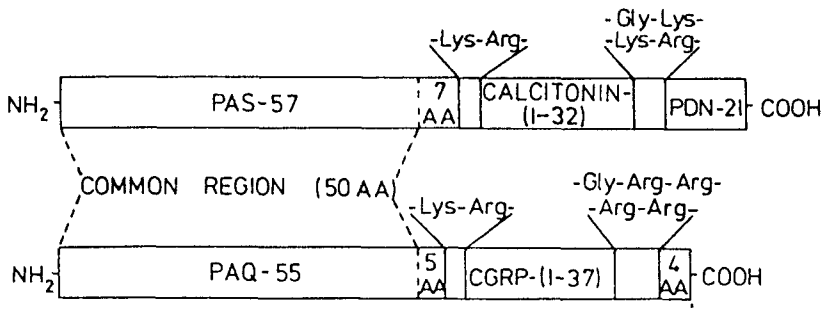 -Lys-Arg-
-Gly-Lys-
-Lys-Arg-
NH2
PAS-57
7
AA
CALCITONIN-
(1-32)
PDN-21
COOH
COMMON REGION (50 AA)
-Lys-Arg-
-Gly-Arg-Arg-
-Arg-Arg-
NH2
PAQ-55
5
AA
CGRP-(1-37)
4
AA
COOH